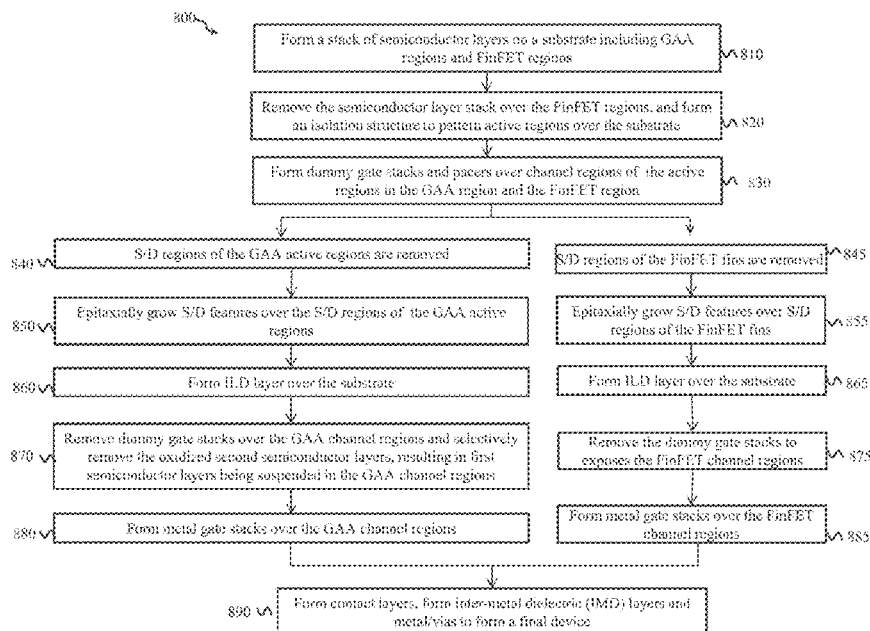 800
Form a stack of semiconductor layers on a substrate including GAA
regions and FinFET regions
810
Remove the semiconductor layer stack over the FinFET regions, and form
an isolation structure to pattern active regions over the substrate
820
Form dummy gate stacks and pacers over channel regions of the active
regions in the GAA region and the FinFET region
830
840
S/D regions of the GAA active regions are removed
S/D regions of the FinFET fins are removed
845
850
Epitaxially grow S/D features over the S/D regions of the GAA active
regions
Epitaxially grow S/D features over S/D
regions of the FinFET fins
855
860
Form ILD layer over the substrate
Form ILD layer over the substrate
865
870
Remove dummy gate stacks over the GAA channel regions and selectively
remove the oxidized second semiconductor layers, resulting in first
semiconductor layers being suspended in the GAA channel regions
Remove the dummy gate stacks to
exposes the FinFET channel regions
875
880
Form metal gate stacks over the GAA channel regions
Form metal gate stacks over the FinFET
channel regions
885
890
Form contact layers, form inter-metal dielectric (IMD) layers and
metal/vias to form a final device